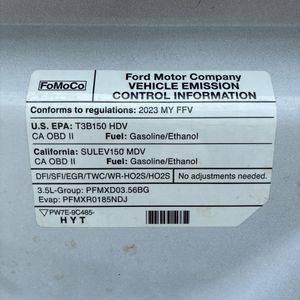 FoMoCo
Ford Motor Company
VEHICLE EMISSION
CONTROL INFORMATION
Conforms to regulations: 2023 MY FFV
U.S. EPA: T3B150 HDV
CA OBD II Fuel: Gasoline/Ethanol
California: SULEV150 MDV
CA OBD II Fuel: Gasoline/Ethanol
DFI/SFI/EGR/TWC/WR-HO2S/HO2S No adjustments needed.
3.5L-Group: PFMXD03.56BG
Evap: PFMXR0185NDJ
PW7E-9C485-
HYT